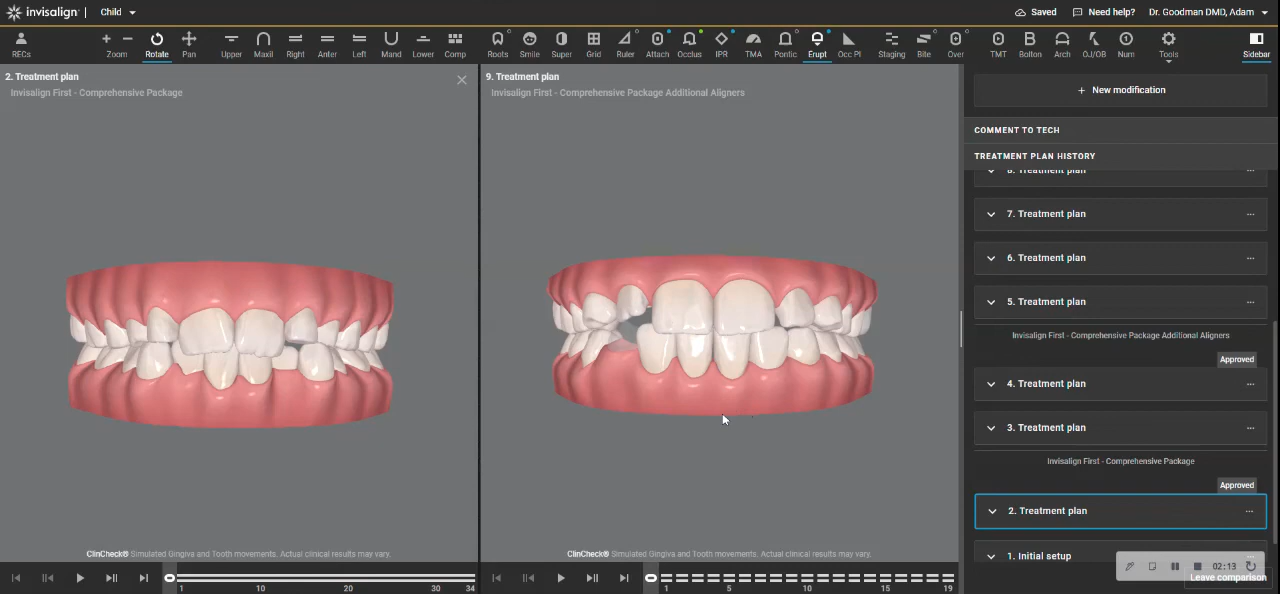 invisalign | Child Saved Need help? Dr. Goodman DMD, Adam
RECs Zoom Rotate Pan Upper Maxil Right Anter Left Mand Lower Comp Roots Smile Super Grid Ruler Attach Occlus IPR TMA Pontic Erupt Occ Pl Staging Bite Over TMT Bolton Arch OJ/OB Num Tools Sidebar
2. Treatment plan
Invisalign First - Comprehensive Package
9. Treatment plan
Invisalign First - Comprehensive Package Additional Aligners
+ New modification
COMMENT TO TECH
TREATMENT PLAN HISTORY
8. Treatment plan
7. Treatment plan
6. Treatment plan
5. Treatment plan
Invisalign First - Comprehensive Package Additional Aligners
Approved
4. Treatment plan
3. Treatment plan
Invisalign First - Comprehensive Package
Approved
2. Treatment plan
1. Initial setup
02:13
Leave comparison
ClinCheck® Simulated Gingiva and Tooth movements. Actual clinical results may vary.
ClinCheck® Simulated Gingiva and Tooth movements. Actual clinical results may vary.
1 10 20 30 34
1 5 10 15 19